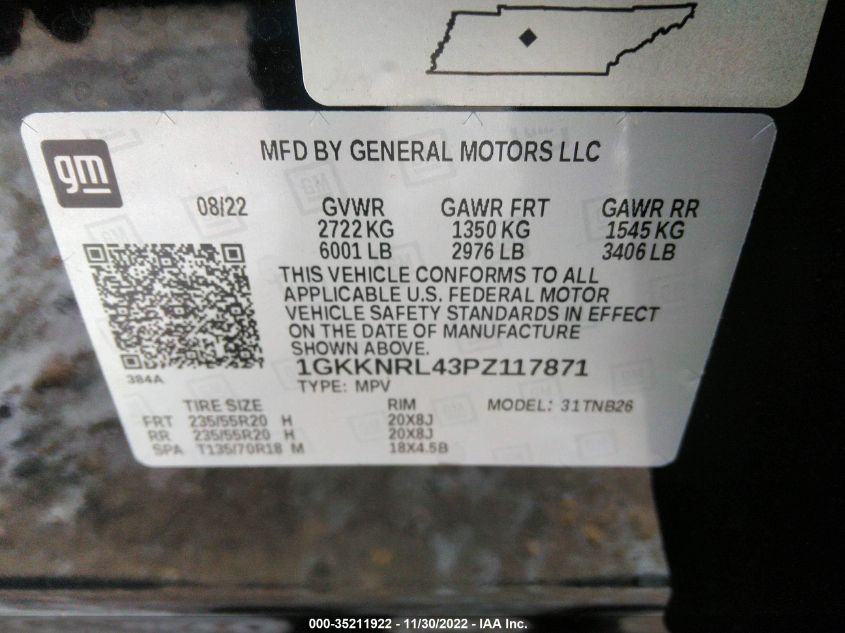 gm
MFD BY GENERAL MOTORS LLC
08/22 GVWR GAWR FRT GAWR RR
2722 KG 1350 KG 1545 KG
6001 LB 2976 LB 3406 LB
THIS VEHICLE CONFORMS TO ALL
APPLICABLE U.S. FEDERAL MOTOR
VEHICLE SAFETY STANDARDS IN EFFECT
ON THE DATE OF MANUFACTURE
SHOWN ABOVE.
1GKKNRL43PZ117871
384A
TYPE: MPV
TIRE SIZE RIM MODEL: 31TNB26
FRT 235/55R20 H 20X8J
RR 235/55R20 H 20X8J
SPA T135/70R18 M 18X4.5B
000-35211922 - 11/30/2022 - IAA Inc.